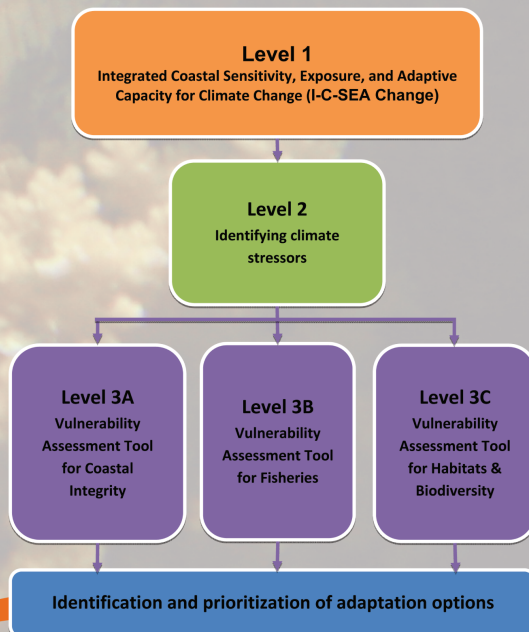 Level 1
Integrated Coastal Sensitivity, Exposure, and Adaptive
Capacity for Climate Change (I-C-SEA Change)
Level 2
Identifying climate
stressors
Level 3A
Vulnerability
Assessment Tool
for Coastal
Integrity
Level 3B
Vulnerability
Assessment Tool
for Fisheries
Level 3C
Vulnerability
Assessment Tool
for Habitats &
Biodiversity
Identification and prioritization of adaptation options